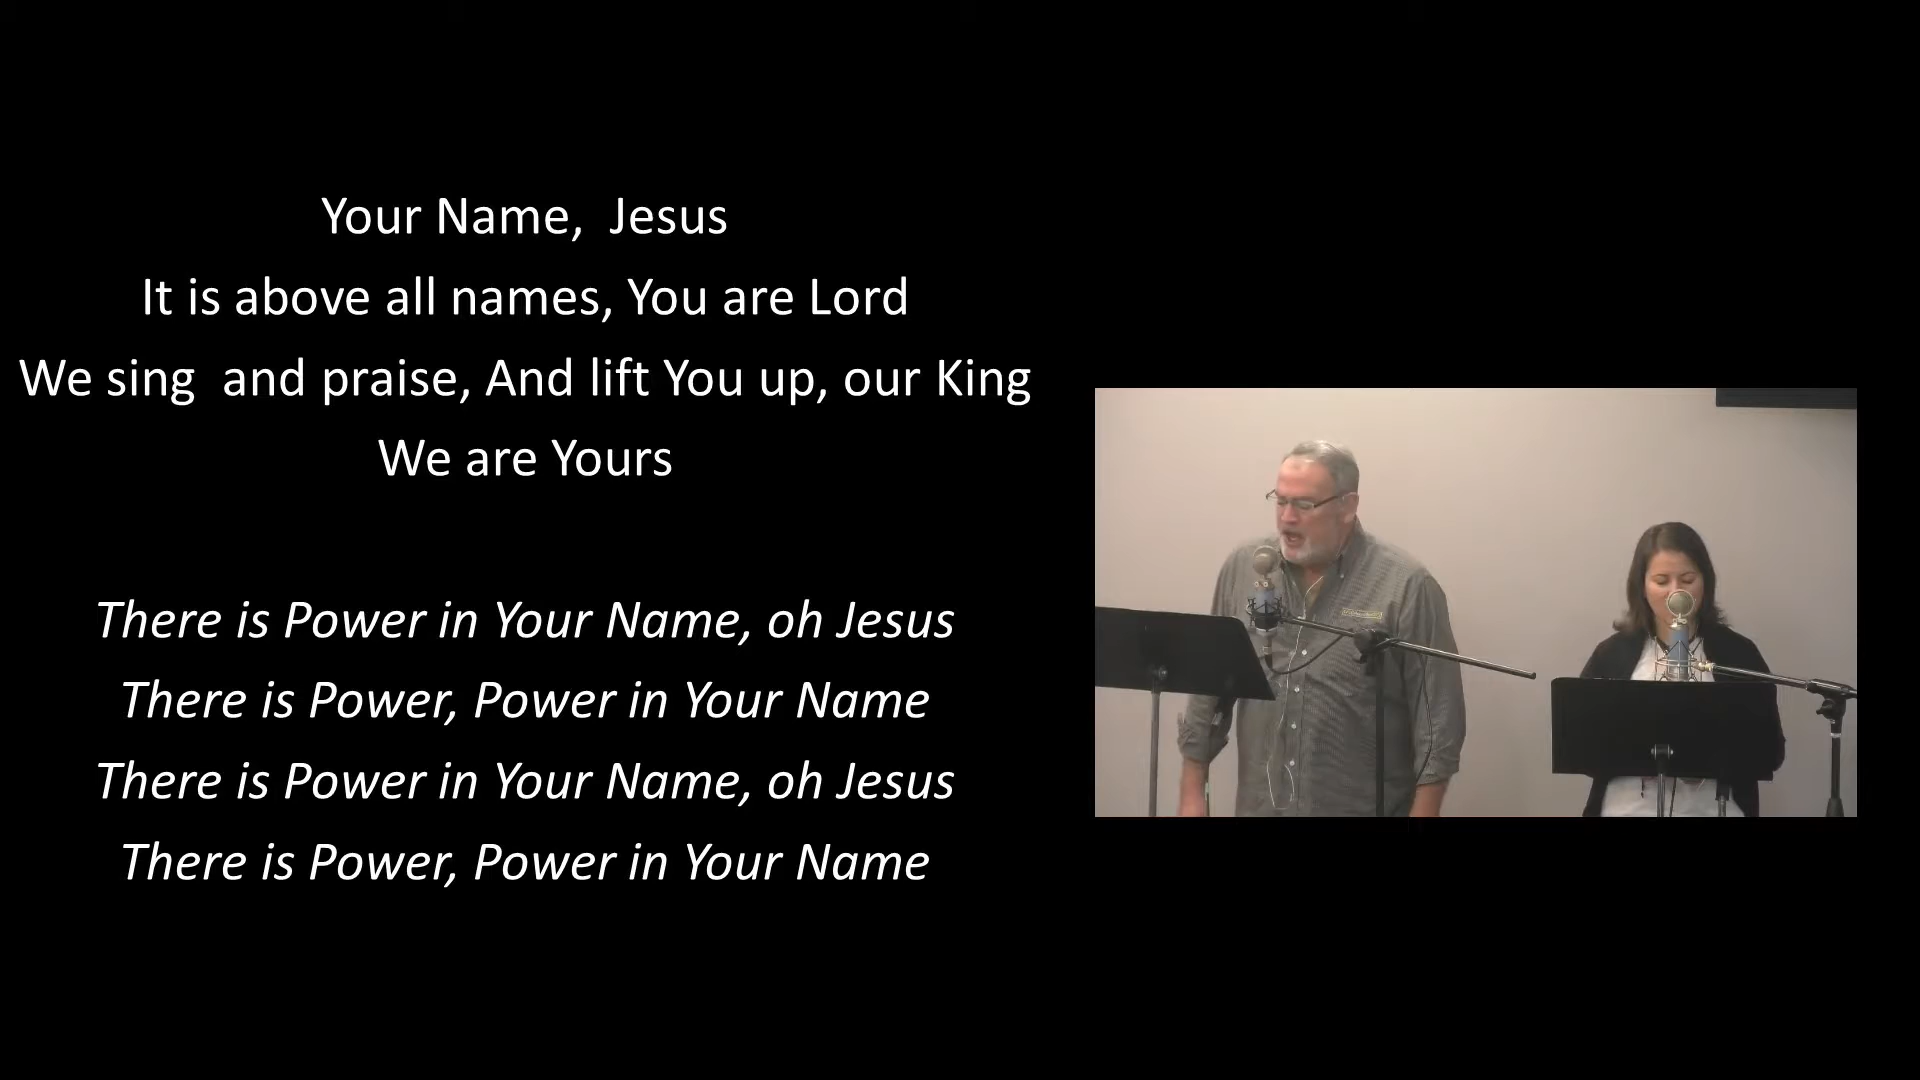 Your Name,  Jesus
It is above all names, You are Lord
We sing  and praise, And lift You up, our King
We are Yours
There is Power in Your Name, oh Jesus
There is Power, Power in Your Name
There is Power in Your Name, oh Jesus
There is Power, Power in Your Name